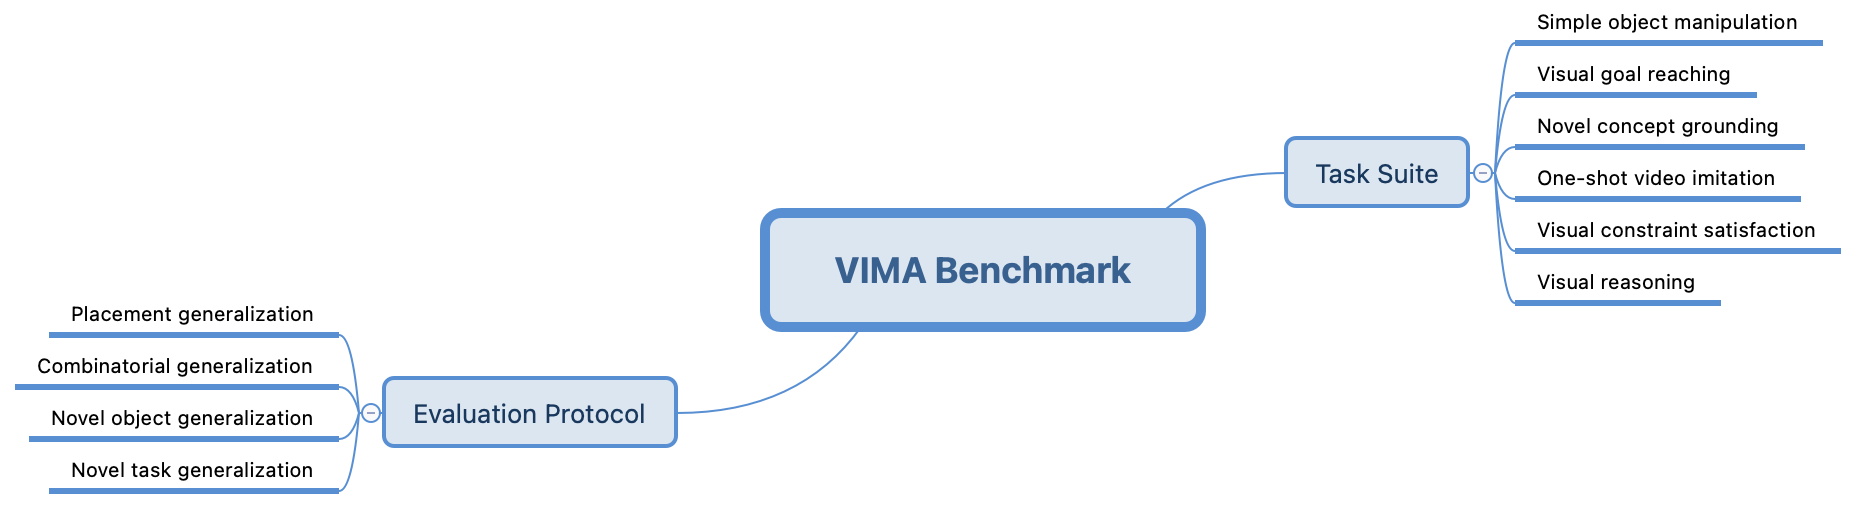 VIMA Benchmark
Task Suite
Simple object manipulation
Visual goal reaching
Novel concept grounding
One-shot video imitation
Visual constraint satisfaction
Visual reasoning
Evaluation Protocol
Placement generalization
Combinatorial generalization
Novel object generalization
Novel task generalization